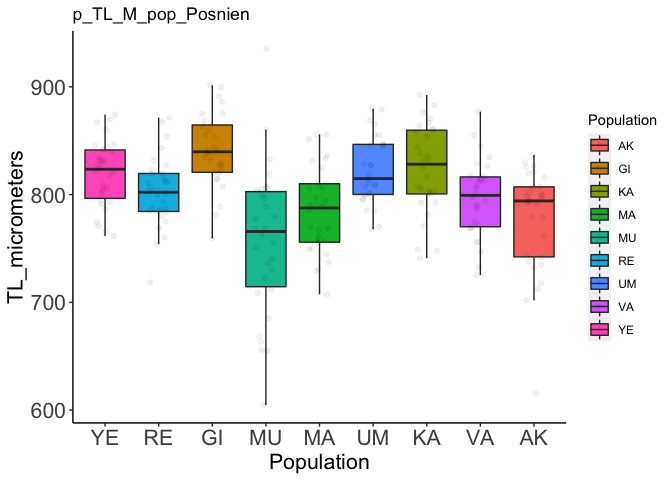 p_TL_M_pop_Posnien
TL_micrometers
900
800
700
600
YE RE GI MU MA UM KA VA AK
Population
Population
AK
GI
KA
MA
MU
RE
UM
VA
YE